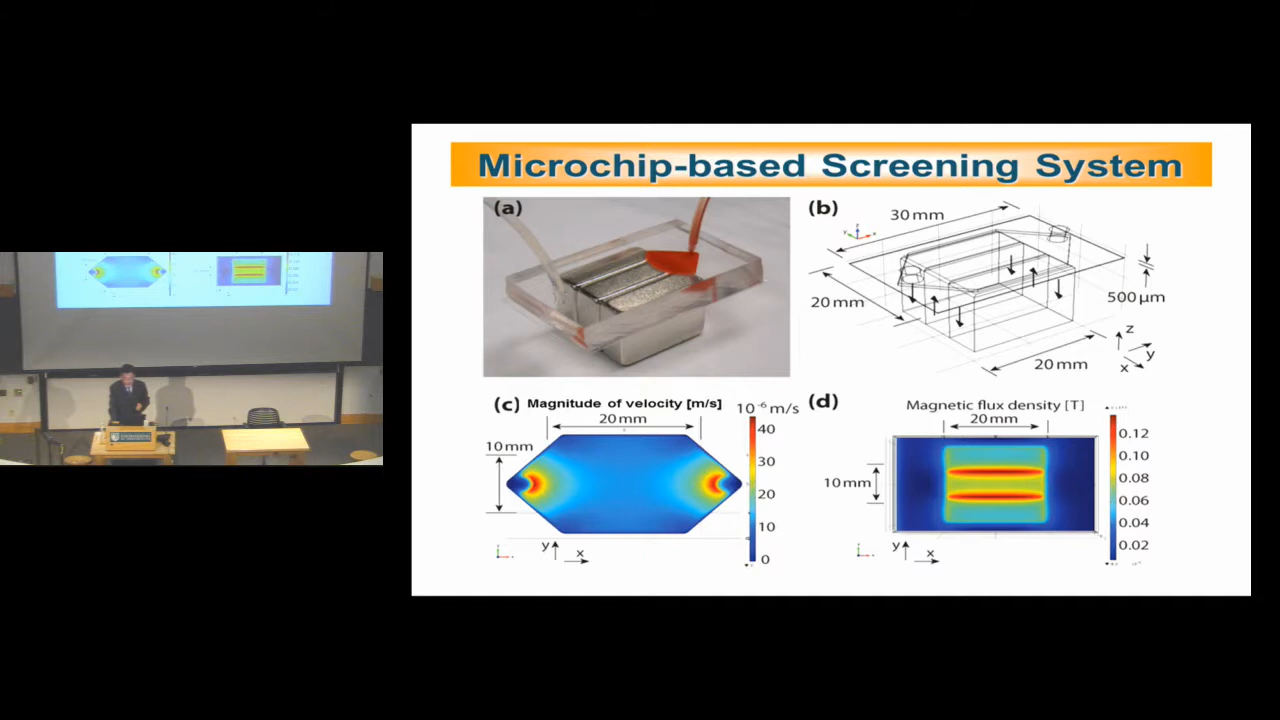 Microchip-based Screening System
(a)
(b)
30 mm
20 mm
500 µm
20 mm
z
y
x
(c) Magnitude of velocity [m/s]
10⁻⁶ m/s
20 mm
10 mm
40
30
20
10
0
y
x
(d) Magnetic flux density [T]
20 mm
10 mm
0.12
0.10
0.08
0.06
0.04
0.02
y
x